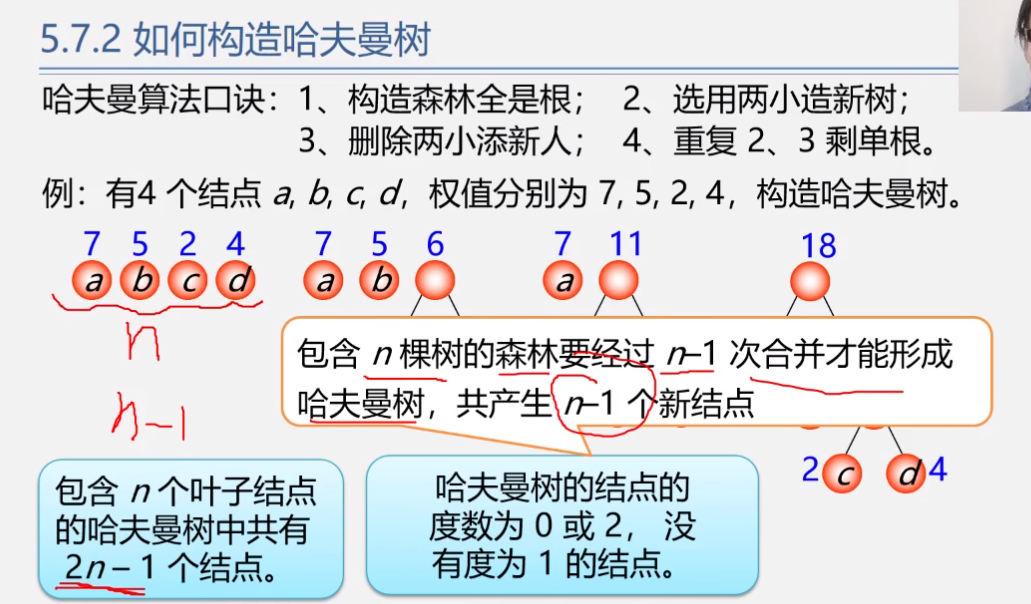 5.7.2 如何构造哈夫曼树
哈夫曼算法口诀：1、构造森林全是根； 2、选用两小造新树；
3、删除两小添新人； 4、重复 2、3 剩单根。
例：有4 个结点 a, b, c, d，权值分别为 7, 5, 2, 4，构造哈夫曼树。
7 5 2 4 7 5 6 7 11 18
a b c d a b a
n
包含 n 棵树的森林要经过 n–1 次合并才能形成
哈夫曼树，共产生 n–1 个新结点
n-1
2 c d 4
包含 n 个叶子结点
的哈夫曼树中共有
2n – 1 个结点。
哈夫曼树的结点的
度数为 0 或 2， 没
有度为 1 的结点。